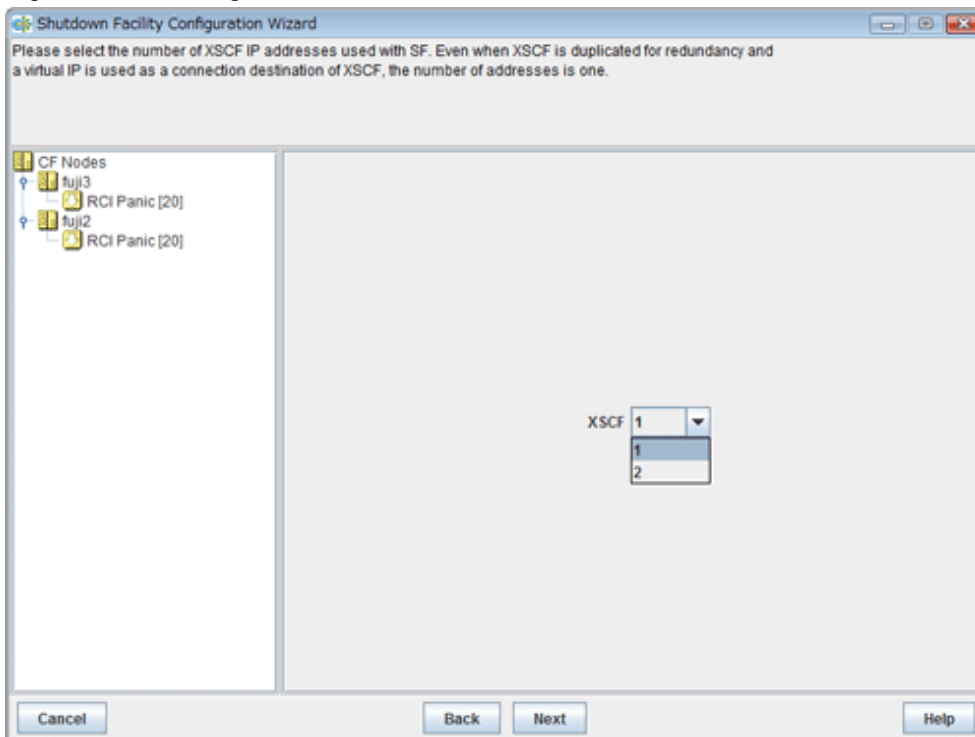 Shutdown Facility Configuration Wizard
Please select the number of XSCF IP addresses used with SF. Even when XSCF is duplicated for redundancy and
a virtual IP is used as a connection destination of XSCF, the number of addresses is one.
CF Nodes
fuji3
RCI Panic [20]
fuji2
RCI Panic [20]
XSCF 1
1
2
Cancel Back Next Help